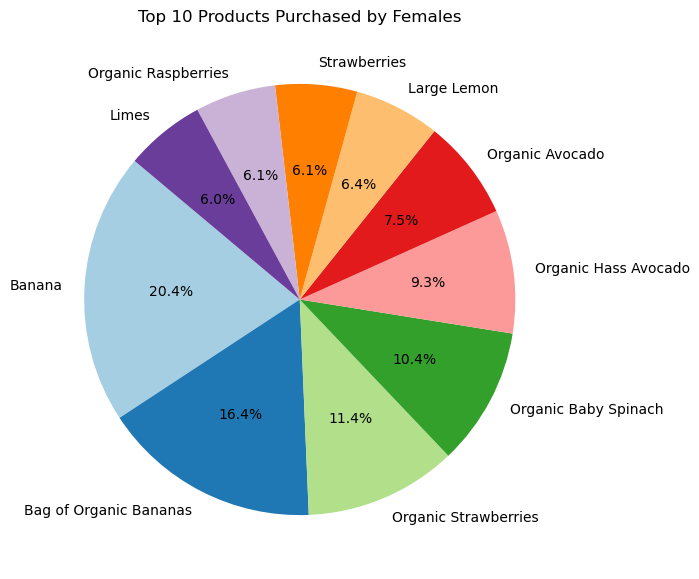 Top 10 Products Purchased by Females
Strawberries
Organic Raspberries
Large Lemon
Limes
Organic Avocado
6.1%
6.1%
6.4%
6.0%
7.5%
Organic Hass Avocado
Banana
9.3%
20.4%
10.4%
Organic Baby Spinach
16.4%
11.4%
Bag of Organic Bananas
Organic Strawberries